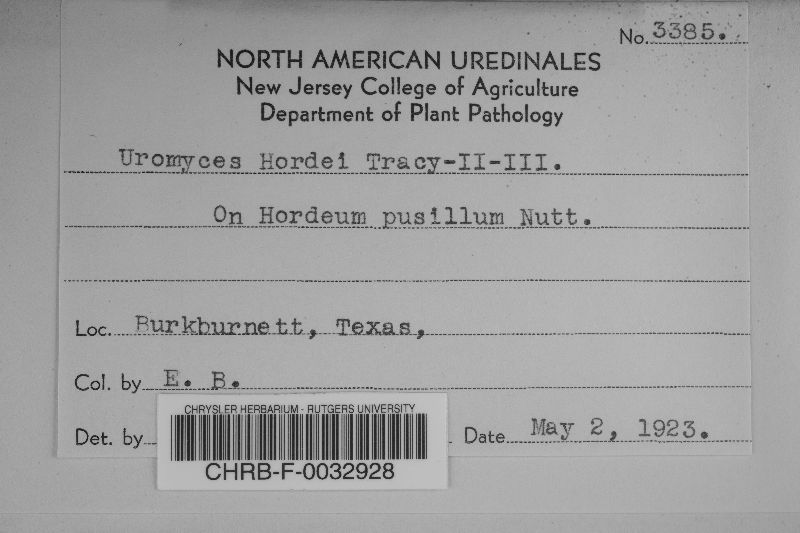 No. 3385.
NORTH AMERICAN UREDINALES
New Jersey College of Agriculture
Department of Plant Pathology
Uromyces Hordei Tracy-II-III.
On Hordeum pusillum Nutt.
Loc. Burkburnett, Texas,
Col. by E. B.
CHRYSLER HERBARIUM - RUTGERS UNIVERSITY
Det. by Date May 2, 1923.
CHRB-F-0032928